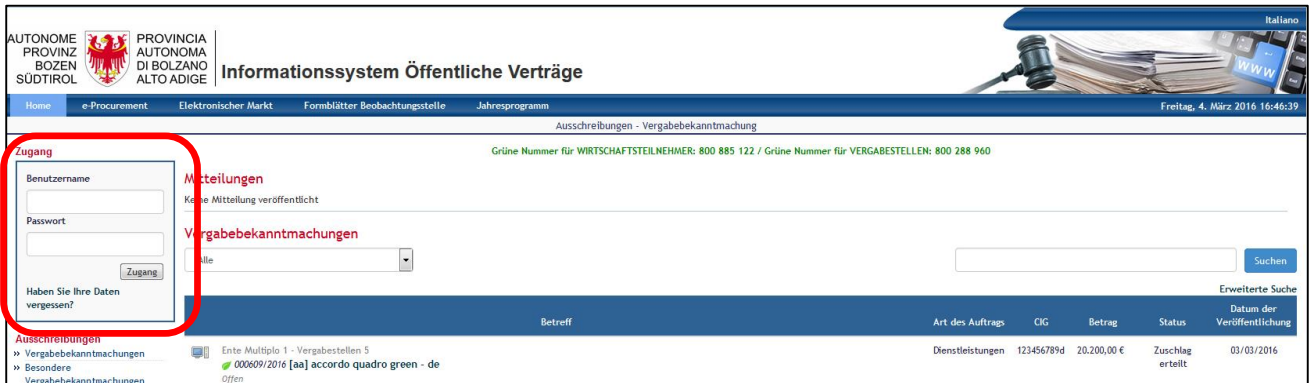 Italiano
AUTONOME
PROVINZ
BOZEN
SÜDTIROL
PROVINCIA
AUTONOMA
DI BOLZANO
ALTO ADIGE
Informationssystem Öffentliche Verträge
www
Home e-Procurement Elektronischer Markt Formblätter Beobachtungsstelle Jahresprogramm Freitag, 4. März 2016 16:46:39
Ausschreibungen - Vergabebekanntmachung
Zugang
Benutzername
Passwort
Zugang
Haben Sie Ihre Daten
vergessen?
Ausschreibungen
» Vergabebekanntmachungen
» Besondere
Vergabebekanntmachungen
Grüne Nummer für WIRTSCHAFTSTEILNEHMER: 800 885 122 / Grüne Nummer für VERGABESTELLEN: 800 288 960
Mitteilungen
Keine Mitteilung veröffentlicht
Vergabebekanntmachungen
Alle
Suchen
Erweiterte Suche
Betreff Art des Auftrags CIG Betrag Status Datum der
Veröffentlichung
Ente Multiplo 1 - Vergabestellen 5
000609/2016 [aa] accordo quadro green - de
Offen
Dienstleistungen 123456789d 20.200,00 € Zuschlag
erteilt
03/03/2016